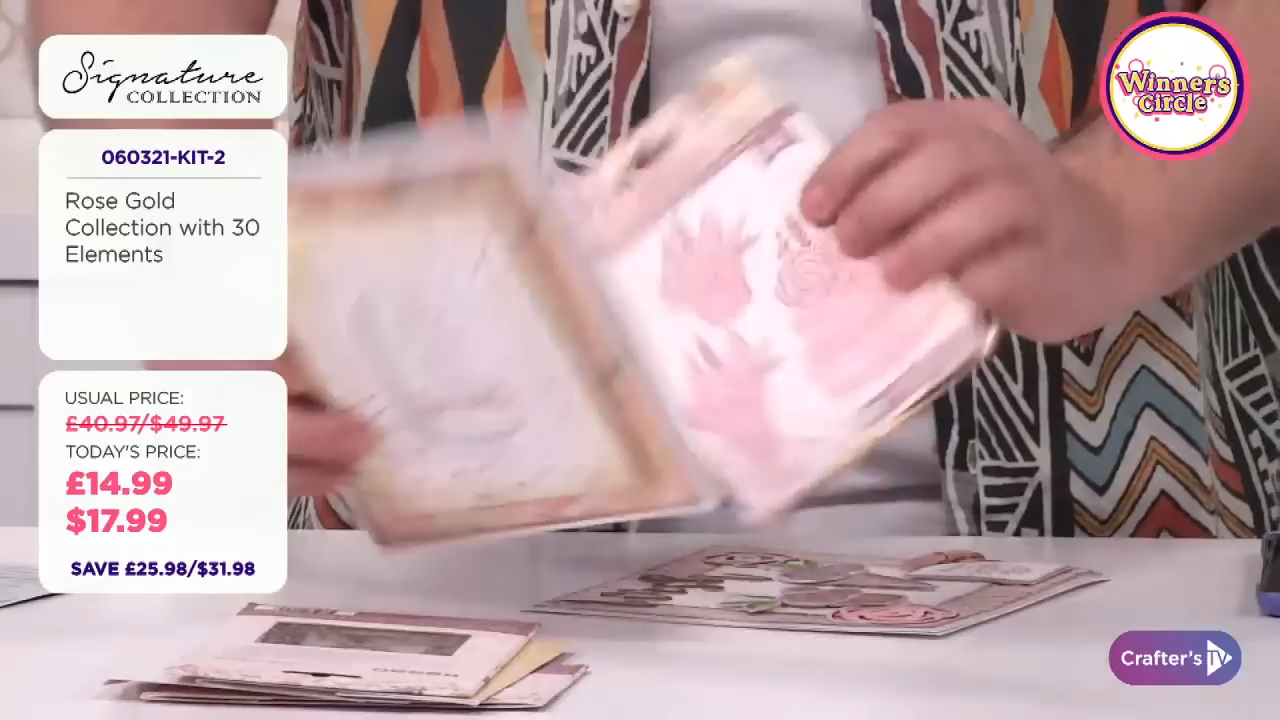 Signature
COLLECTION
060321-KIT-2
Rose Gold
Collection with 30
Elements
USUAL PRICE:
£40.97/$49.97
TODAY'S PRICE:
£14.99
$17.99
SAVE £25.98/$31.98
Winner's
Circle
Crafter's TV